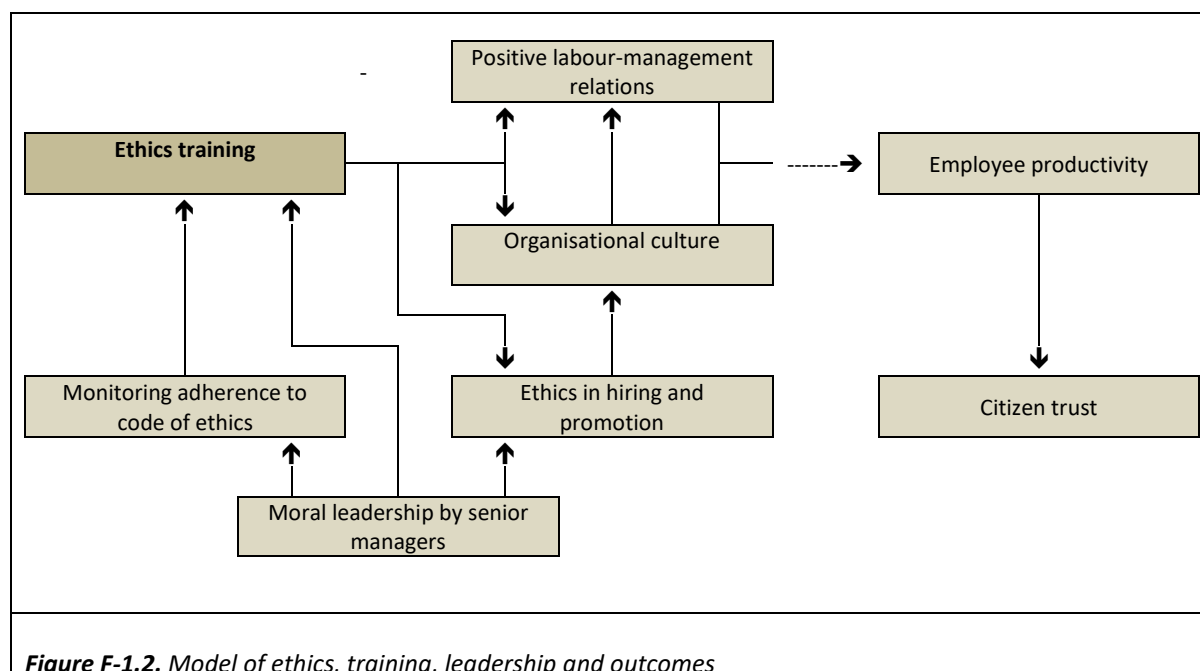 Positive labour-management
relations
-
Ethics training
Employee productivity
Organisational culture
Monitoring adherence to
code of ethics
Ethics in hiring and
promotion
Citizen trust
Moral leadership by senior
managers
Figure F-1.2. Model of ethics, training, leadership and outcomes